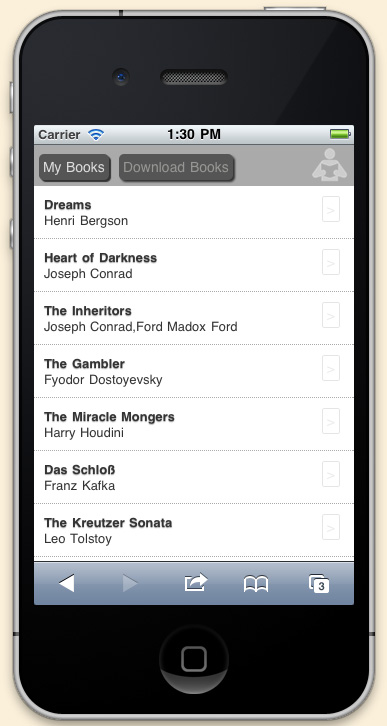 Carrier 1:30 PM
My Books Download Books
Dreams
Henri Bergson
>
Heart of Darkness
Joseph Conrad
>
The Inheritors
Joseph Conrad,Ford Madox Ford
>
The Gambler
Fyodor Dostoyevsky
>
The Miracle Mongers
Harry Houdini
>
Das Schloß
Franz Kafka
>
The Kreutzer Sonata
Leo Tolstoy
>
3